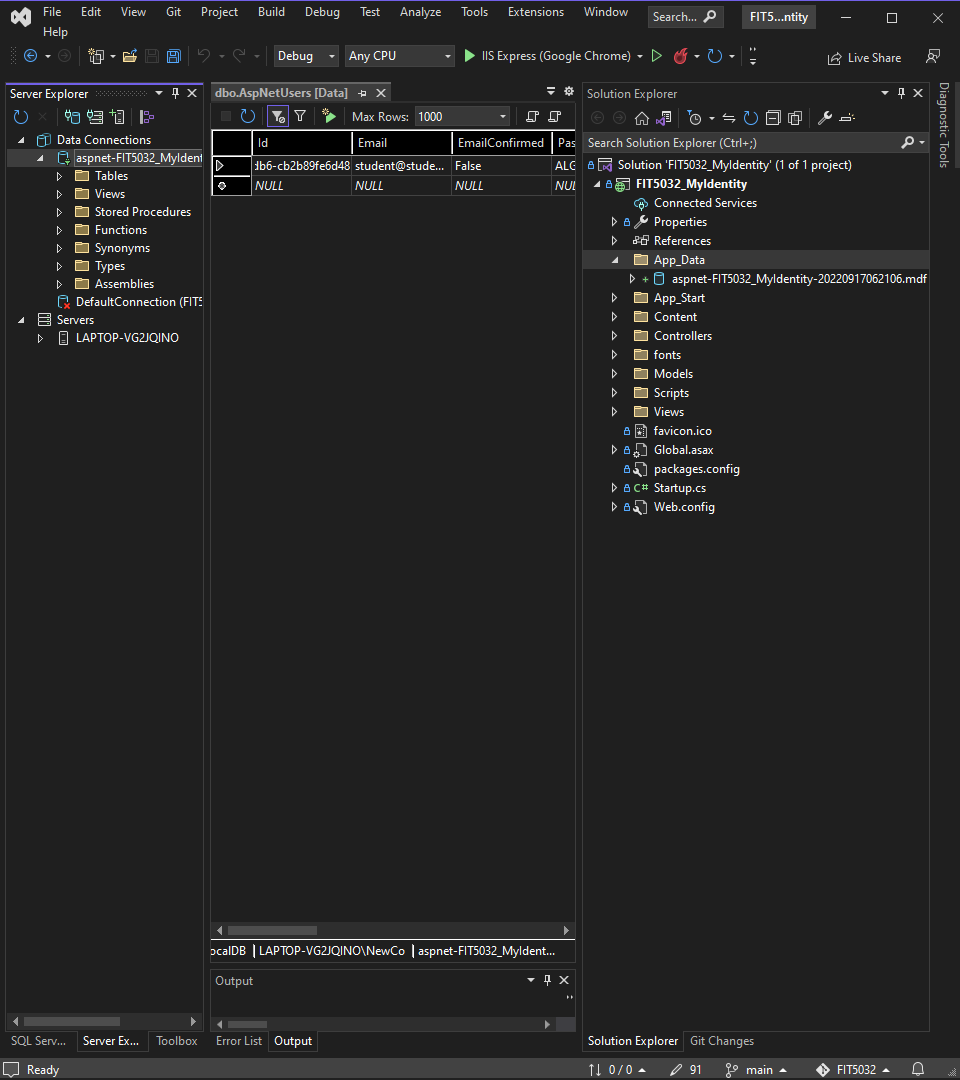 File Edit View Git Project Build Debug Test Analyze Tools Extensions Window Search... FIT5...ntity
Help
Debug Any CPU IIS Express (Google Chrome) Live Share
Server Explorer
Data Connections
aspnet-FIT5032_MyIdent
Tables
Views
Stored Procedures
Functions
Synonyms
Types
Assemblies
DefaultConnection (FIT5
Servers
LAPTOP-VG2JQINO
SQL Serv... Server Ex... Toolbox
dbo.AspNetUsers [Data]
Max Rows: 1000
Id Email EmailConfirmed Pas
db6-cb2b89fe6d48 student@stude... False ALG
NULL NULL NULL NULL
ocalDB LAPTOP-VG2JQINO\NewCo aspnet-FIT5032_MyIdent...
Output
Error List Output
Solution Explorer
Search Solution Explorer (Ctrl+;)
Solution 'FIT5032_MyIdentity' (1 of 1 project)
FIT5032_MyIdentity
Connected Services
Properties
References
App_Data
aspnet-FIT5032_MyIdentity-20220917062106.mdf
App_Start
Content
Controllers
fonts
Models
Scripts
Views
favicon.ico
Global.asax
packages.config
C# Startup.cs
Web.config
Solution Explorer Git Changes
Diagnostic Tools
Ready 0 / 0 91 main FIT5032